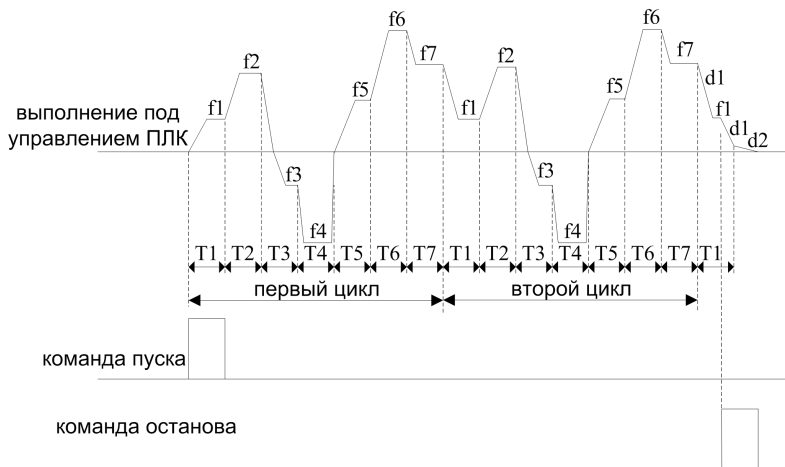 f6
f6
f2
f7
f2
f7
f5
f5
d1
f1
f1
f1
выполнение под
управлением ПЛК
d1
d2
f3
f3
f4
f4
T1 T2 T3 T4 T5 T6 T7 T1 T2 T3 T4 T5 T6 T7 T1
первый цикл
второй цикл
команда пуска
команда останова